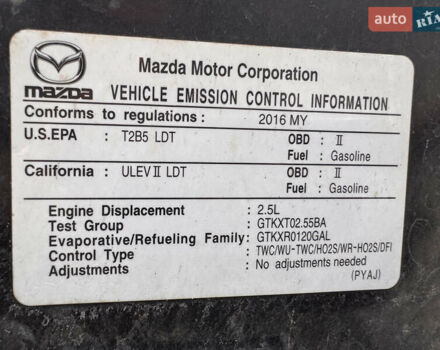 auto RIA
mazda
Mazda Motor Corporation
VEHICLE EMISSION CONTROL INFORMATION
Conforms to regulations : 2016 MY
U.S.EPA : T2B5 LDT OBD : II
Fuel : Gasoline
California : ULEVII LDT OBD : II
Fuel : Gasoline
Engine Displacement : 2.5L
Test Group : GTKXT02.55BA
Evaporative/Refueling Family: GTKXR0120GAL
Control Type : TWC/WU-TWC/HO2S/WR-HO2S/DFI
Adjustments : No adjustments needed
(PYAJ)